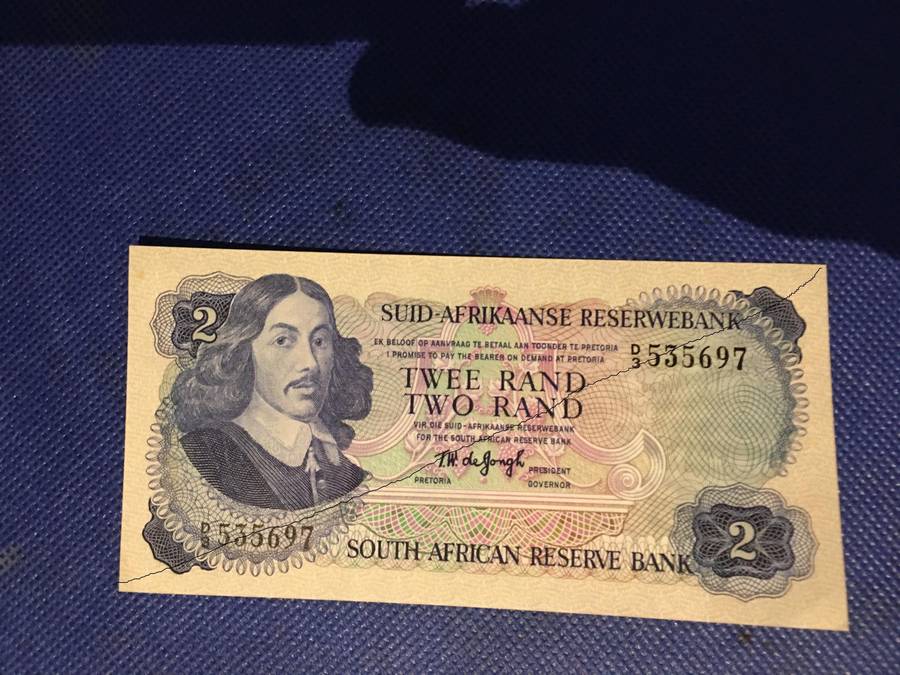 2
SUID-AFRIKAANSE RESERWEBANK
EK BELOOF OP AANVRAAG TE BETAAL AAN TOONDER TE PRETORIA
I PROMISE TO PAY THE BEARER ON DEMAND AT PRETORIA
D/3 535697
TWEE RAND
TWO RAND
VIR DIE SUID-AFRIKAANSE RESERWEBANK
FOR THE SOUTH AFRICAN RESERVE BANK
T.W. de Jongh
PRESIDENT
PRETORIA GOVERNOR
D/3 535697
2
SOUTH AFRICAN RESERVE BANK